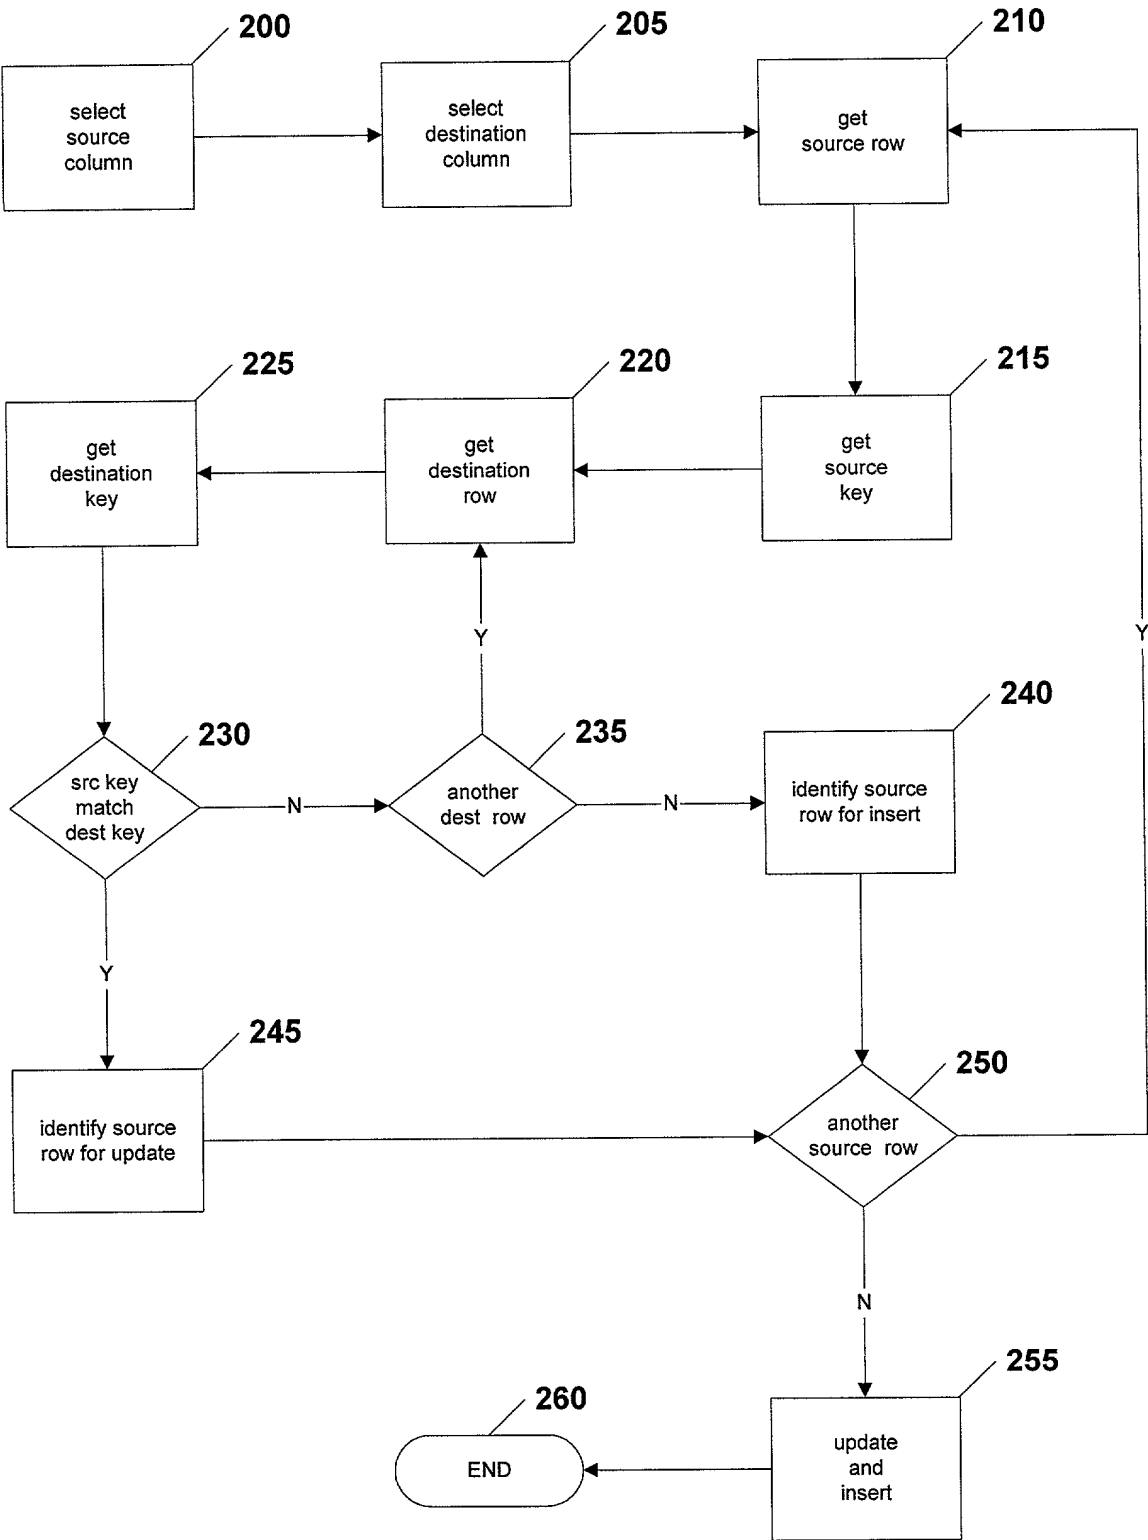 200
select
source
column
205
select
destination
column
210
get
source row
225
get
destination
key
220
get
destination
row
215
get
source
key
Y
Y
230
src key
match
dest key
N
235
another
dest row
N
240
identify source
row for insert
Y
245
identify source
row for update
250
another
source row
N
255
update
and
insert
260
END